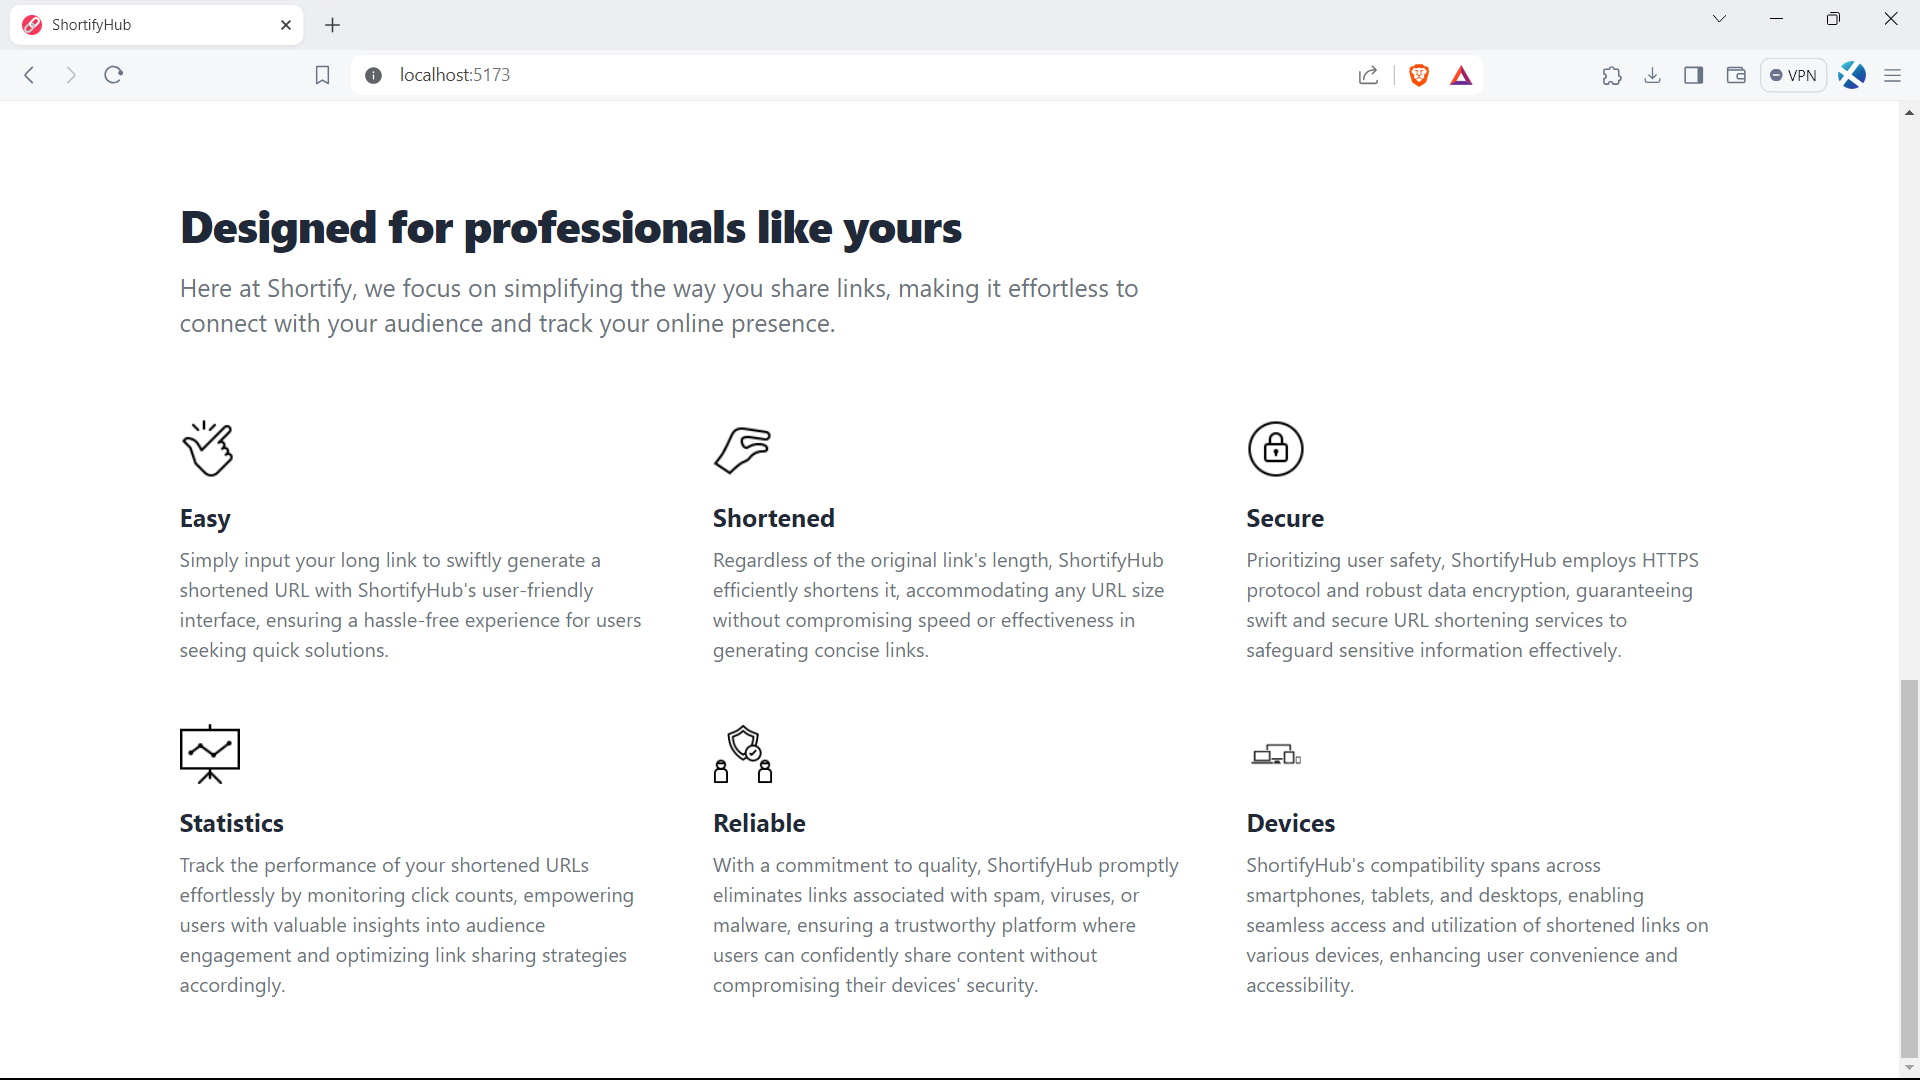 ShortifyHub
localhost:5173
VPN
Designed for professionals like yours
Here at Shortify, we focus on simplifying the way you share links, making it effortless to
connect with your audience and track your online presence.
Easy
Simply input your long link to swiftly generate a
shortened URL with ShortifyHub's user-friendly
interface, ensuring a hassle-free experience for users
seeking quick solutions.
Shortened
Regardless of the original link's length, ShortifyHub
efficiently shortens it, accommodating any URL size
without compromising speed or effectiveness in
generating concise links.
Secure
Prioritizing user safety, ShortifyHub employs HTTPS
protocol and robust data encryption, guaranteeing
swift and secure URL shortening services to
safeguard sensitive information effectively.
Statistics
Track the performance of your shortened URLs
effortlessly by monitoring click counts, empowering
users with valuable insights into audience
engagement and optimizing link sharing strategies
accordingly.
Reliable
With a commitment to quality, ShortifyHub promptly
eliminates links associated with spam, viruses, or
malware, ensuring a trustworthy platform where
users can confidently share content without
compromising their devices' security.
Devices
ShortifyHub's compatibility spans across
smartphones, tablets, and desktops, enabling
seamless access and utilization of shortened links on
various devices, enhancing user convenience and
accessibility.